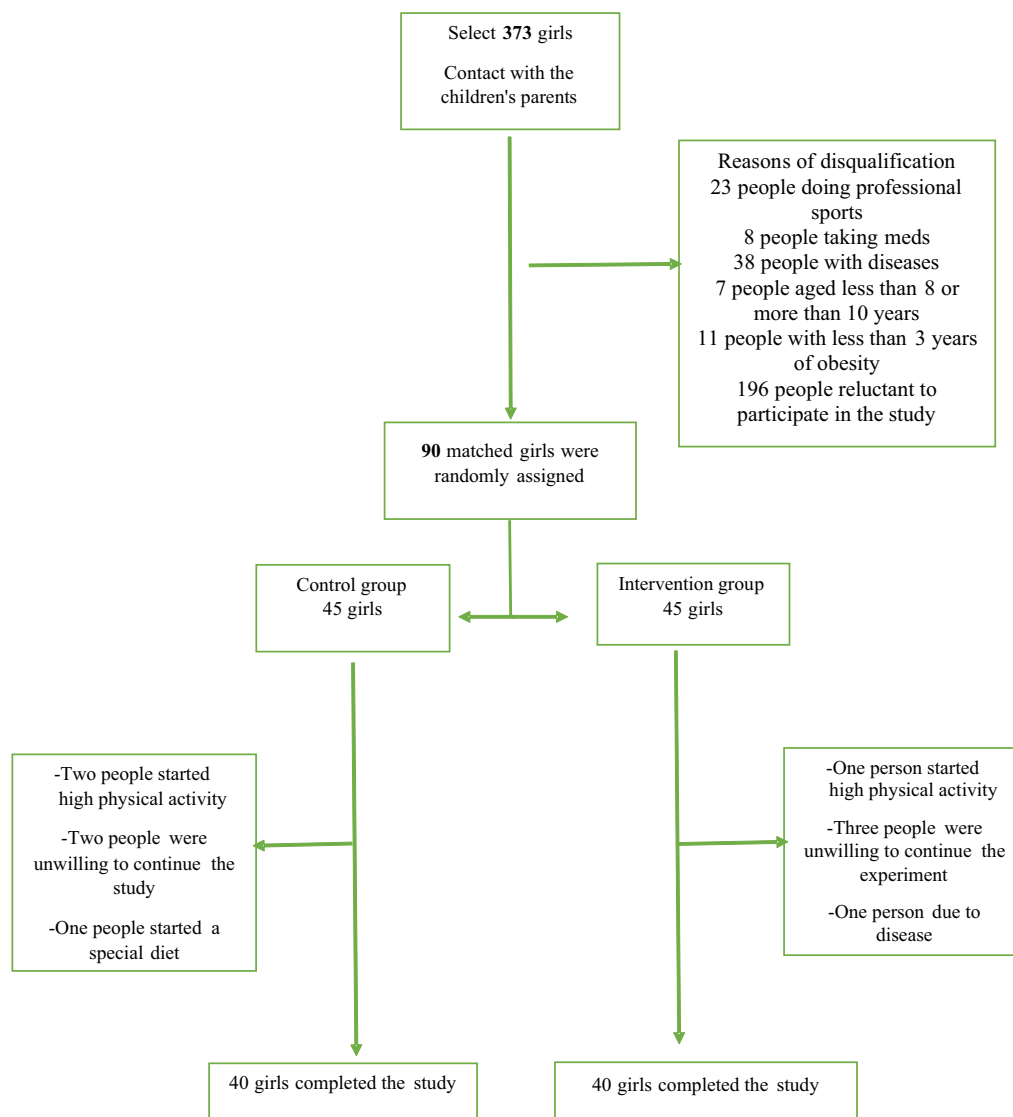 Select 373 girls
Contact with the
children's parents
Reasons of disqualification
23 people doing professional
sports
8 people taking meds
38 people with diseases
7 people aged less than 8 or
more than 10 years
11 people with less than 3 years
of obesity
196 people reluctant to
participate in the study
90 matched girls were
randomly assigned
Control group
45 girls
Intervention group
45 girls
-Two people started
high physical activity
-Two people were
unwilling to continue the
study
-One people started a
special diet
-One person started
high physical activity
-Three people were
unwilling to continue the
experiment
-One person due to
disease
40 girls completed the study
40 girls completed the study